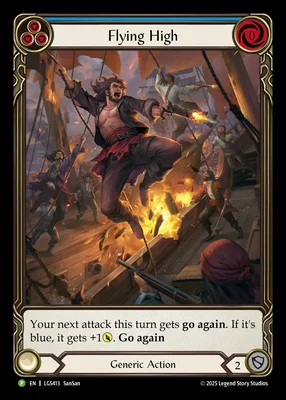 Flying High
0
Your next attack this turn gets go again. If it's
blue, it gets +1. Go again
Generic Action
2
P EN | LGS413 SanSan
© 2025 Legend Story Studios